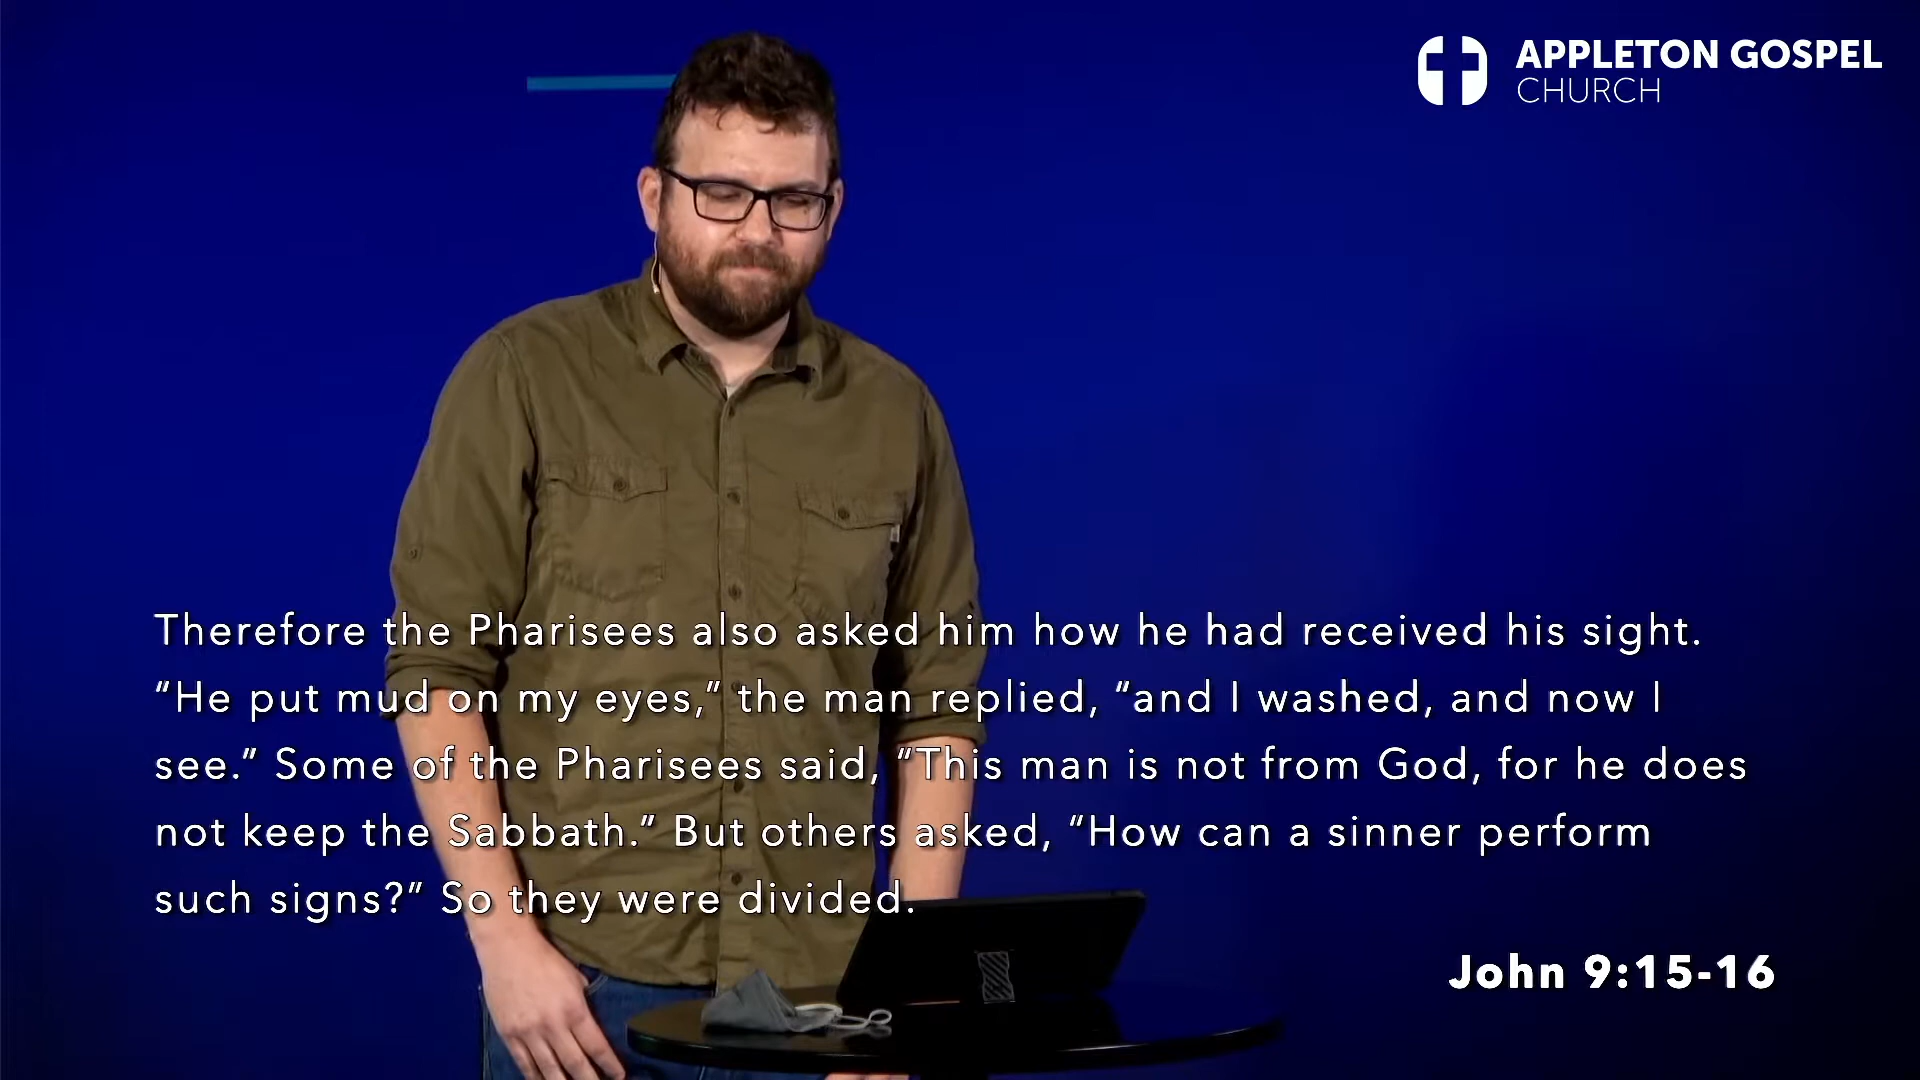 APPLETON GOSPEL
CHURCH
Therefore the Pharisees also asked him how he had received his sight.
“He put mud on my eyes,” the man replied, “and I washed, and now I
see.” Some of the Pharisees said, “This man is not from God, for he does
not keep the Sabbath.” But others asked, “How can a sinner perform
such signs?” So they were divided.
John 9:15-16